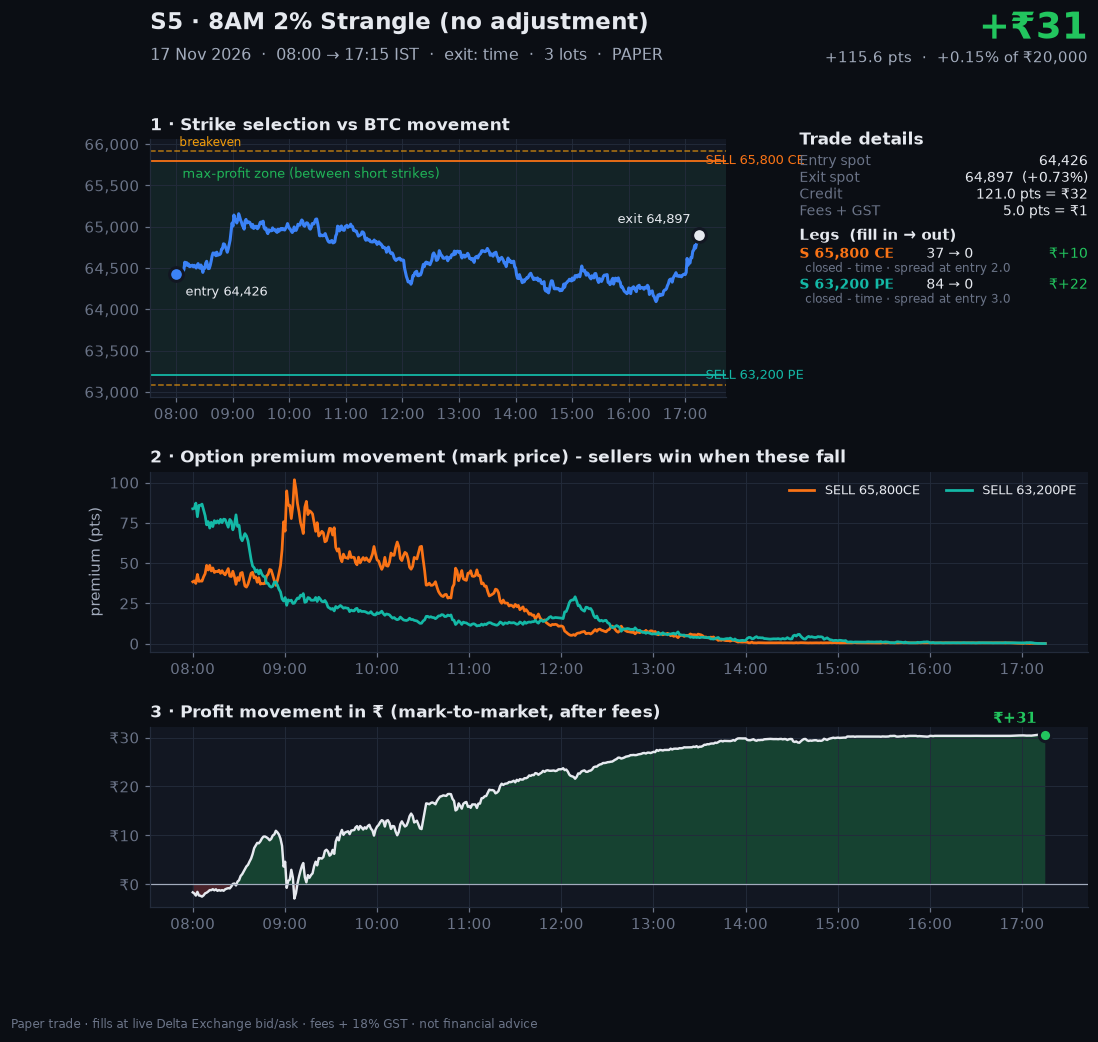 S5 · 8AM 2% Strangle (no adjustment)
+₹31
17 Nov 2026 · 08:00 → 17:15 IST · exit: time · 3 lots · PAPER
+115.6 pts · +0.15% of ₹20,000
1 · Strike selection vs BTC movement
66,000
65,500
65,000
64,500
64,000
63,500
63,000
breakeven
SELL 65,800 CE
max-profit zone (between short strikes)
exit 64,897
entry 64,426
SELL 63,200 PE
08:00 09:00 10:00 11:00 12:00 13:00 14:00 15:00 16:00 17:00
Trade details
Entry spot 64,426
Exit spot 64,897 (+0.73%)
Credit 121.0 pts = ₹32
Fees + GST 5.0 pts = ₹1
Legs (fill in → out)
S 65,800 CE 37 → 0 ₹+10
closed - time · spread at entry 2.0
S 63,200 PE 84 → 0 ₹+22
closed - time · spread at entry 3.0
2 · Option premium movement (mark price) - sellers win when these fall
premium (pts)
100
75
50
25
0
SELL 65,800CE SELL 63,200PE
08:00 09:00 10:00 11:00 12:00 13:00 14:00 15:00 16:00 17:00
3 · Profit movement in ₹ (mark-to-market, after fees)
₹+31
₹30
₹20
₹10
₹0
08:00 09:00 10:00 11:00 12:00 13:00 14:00 15:00 16:00 17:00
Paper trade · fills at live Delta Exchange bid/ask · fees + 18% GST · not financial advice